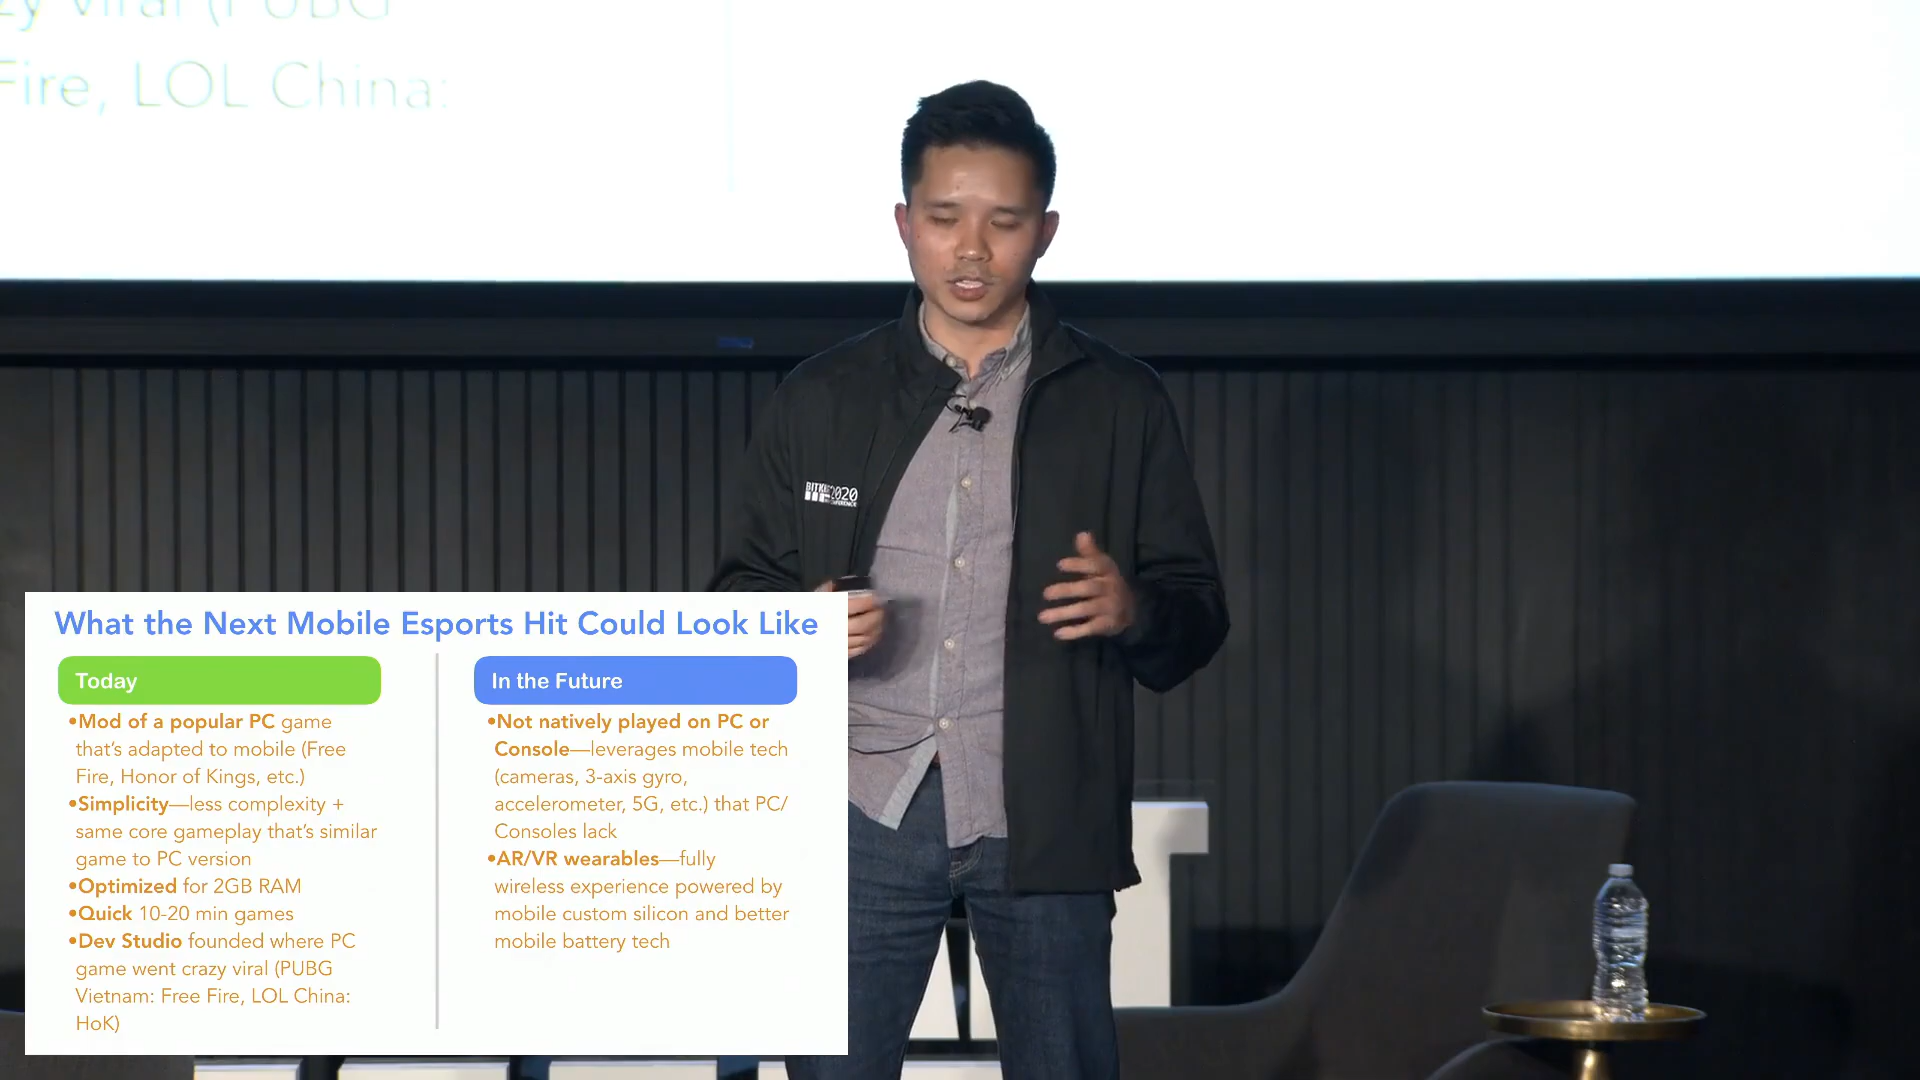 viral (PUBG
Fire, LOL China:
2020
What the Next Mobile Esports Hit Could Look Like
Today
•Mod of a popular PC game
that's adapted to mobile (Free
Fire, Honor of Kings, etc.)
•Simplicity—less complexity +
same core gameplay that's similar
game to PC version
•Optimized for 2GB RAM
•Quick 10-20 min games
•Dev Studio founded where PC
game went crazy viral (PUBG
Vietnam: Free Fire, LOL China:
HoK)
In the Future
•Not natively played on PC or
Console—leverages mobile tech
(cameras, 3-axis gyro,
accelerometer, 5G, etc.) that PC/
Consoles lack
•AR/VR wearables—fully
wireless experience powered by
mobile custom silicon and better
mobile battery tech